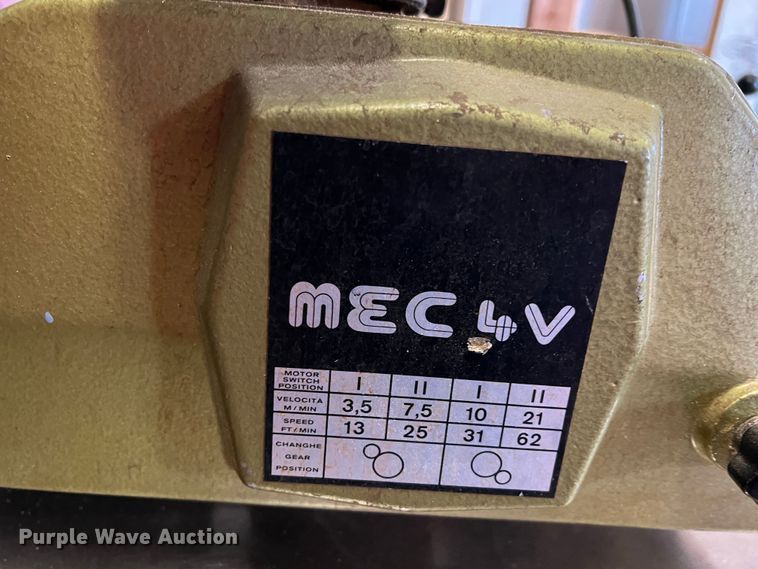 MEC 4V
MOTOR SWITCH POSITION I II I II
VELOCITA M/MIN 3,5 7,5 10 21
SPEED FT/MIN 13 25 31 62
CHANGHE GEAR POSITION
Purple Wave Auction